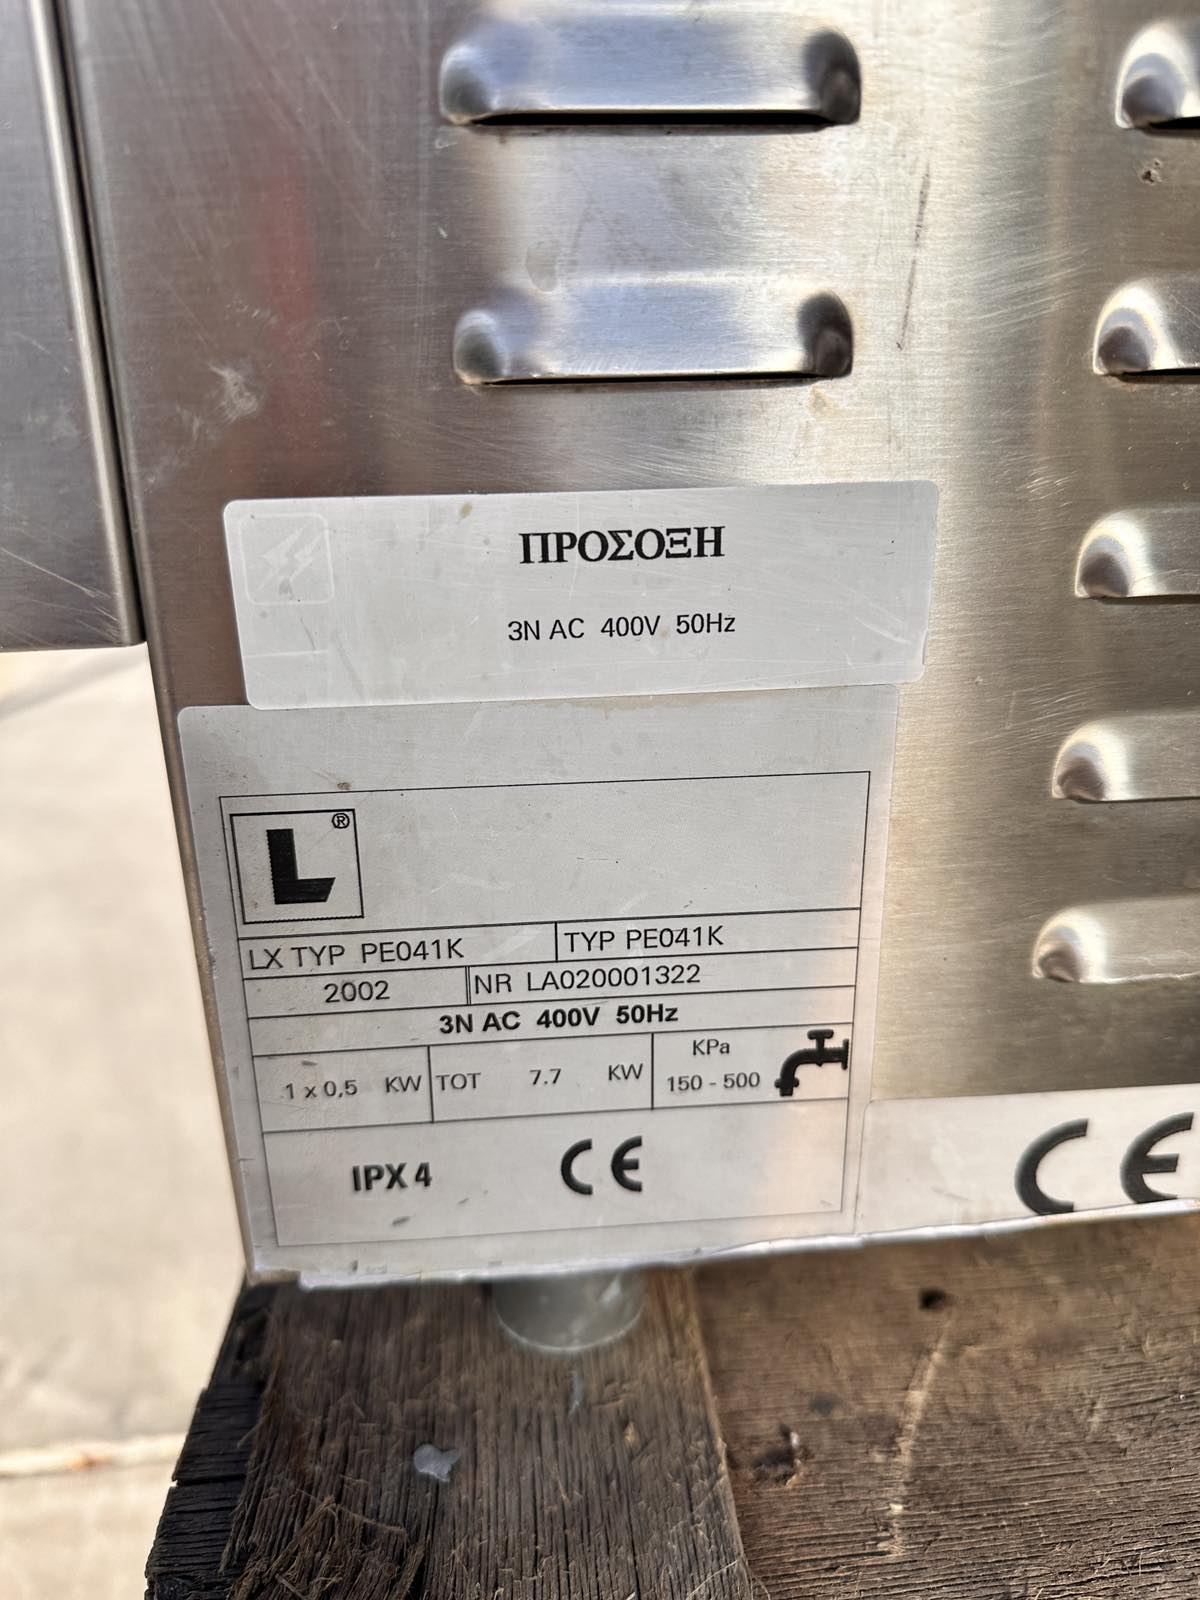 ΠΡΟΣΟΞΗ
3N AC 400V 50Hz
L®
LX TYP PE041K TYP PE041K
2002 NR LA020001322
3N AC 400V 50Hz
1 x 0,5 KW TOT 7.7 KW KPa 150 - 500
IPX 4 CE
CE